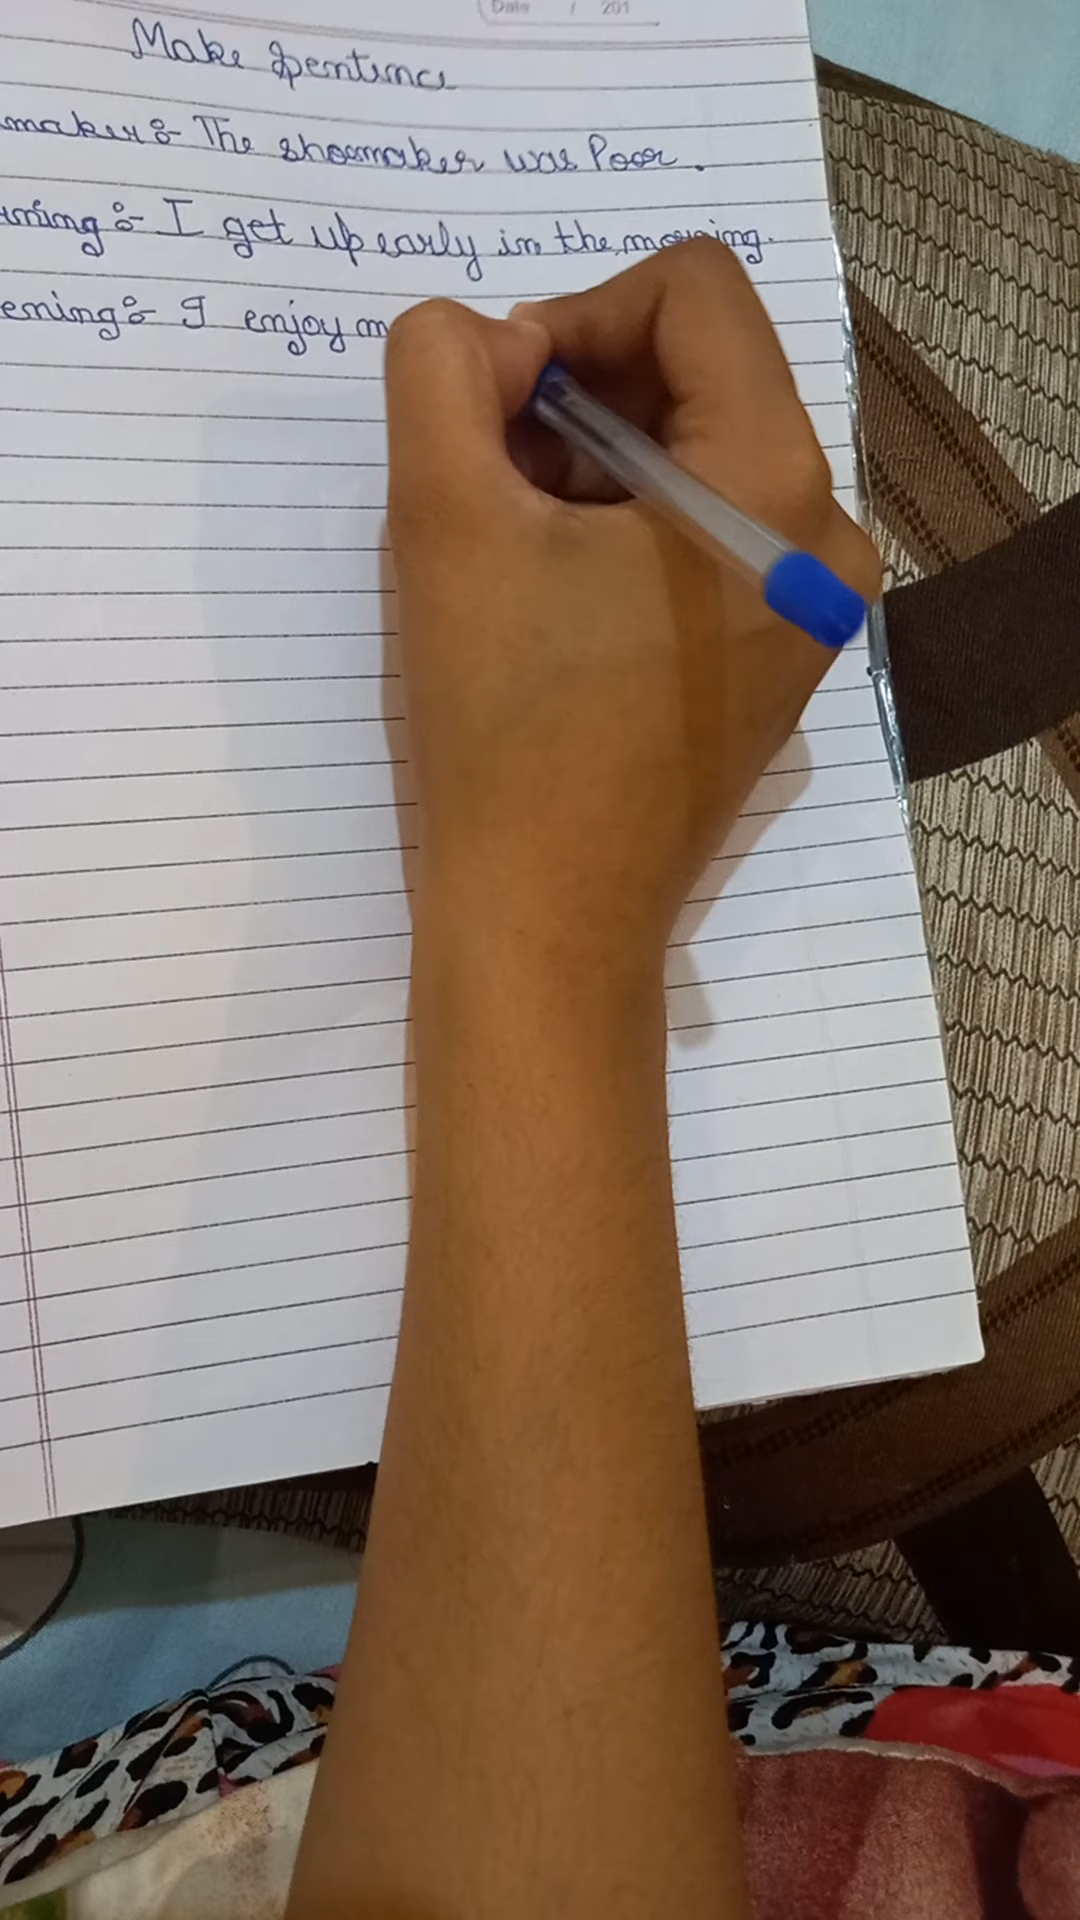 Date / 201
Make Sentence
maker:- The shoemaker was Poor.
rning:- I get up early in the morning.
ening:- I enjoy m